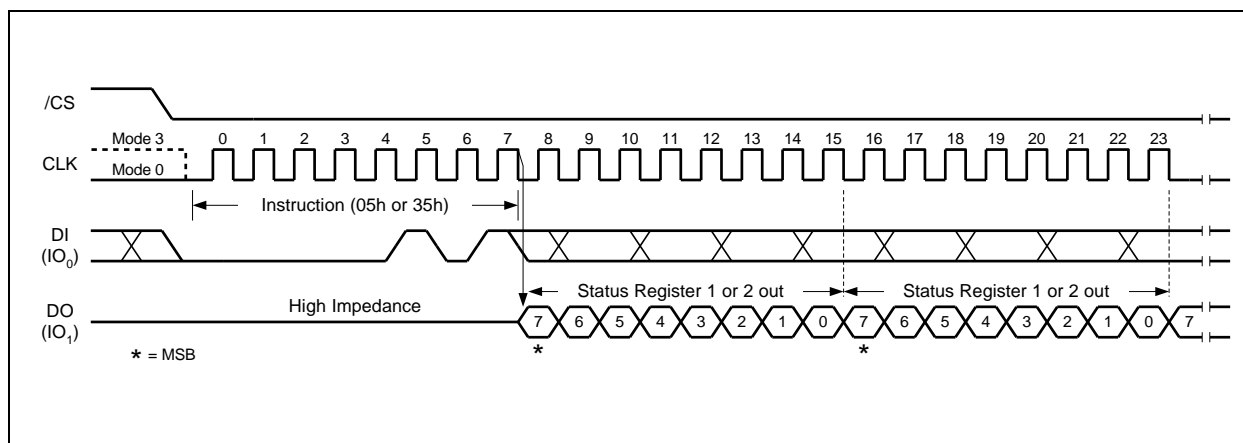 /CS
Mode 3
0 1 2 3 4 5 6 7 8 9 10 11 12 13 14 15 16 17 18 19 20 21 22 23
CLK
Mode 0
Instruction (05h or 35h)
DI
(IO0)
Status Register 1 or 2 out Status Register 1 or 2 out
High Impedance
DO
(IO1)
7 6 5 4 3 2 1 0 7 6 5 4 3 2 1 0 7
* *
* = MSB